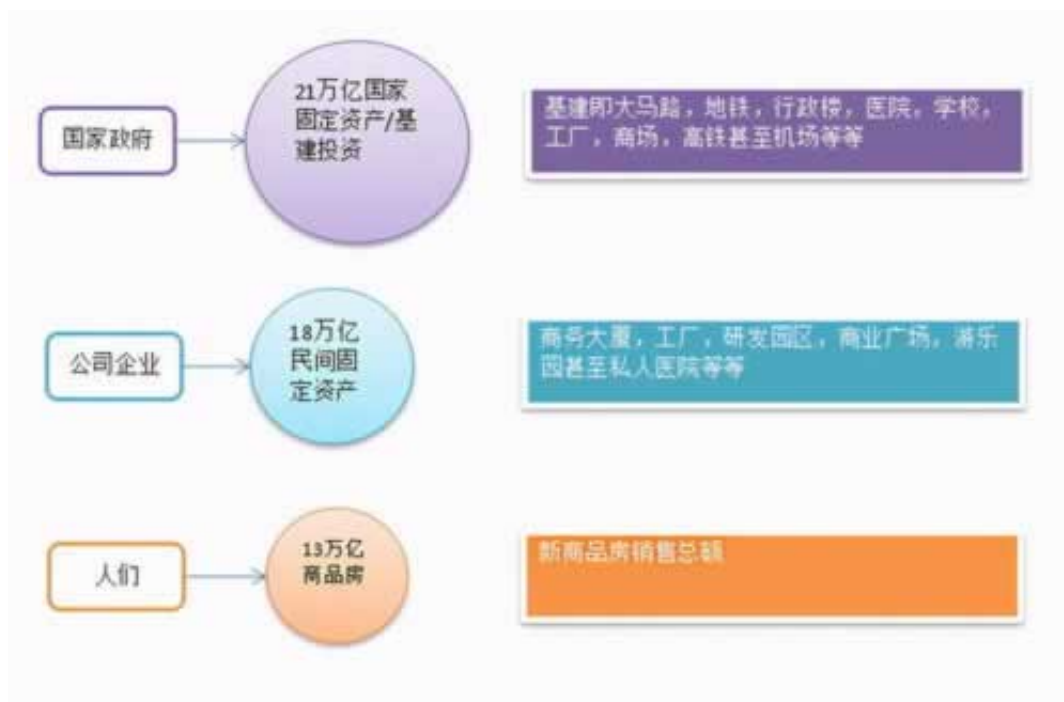 国家政府
21万亿国家
固定资产/基
建投资
基建即大马路，地铁，行政楼，医院，学校，
工厂，商场，高铁甚至机场等等
公司企业
18万亿
民间固
定资产
商务大厦，工厂，研发园区，商业广场，游乐
园甚至私人医院等等
人们
13万亿
商品房
新商品房销售总额